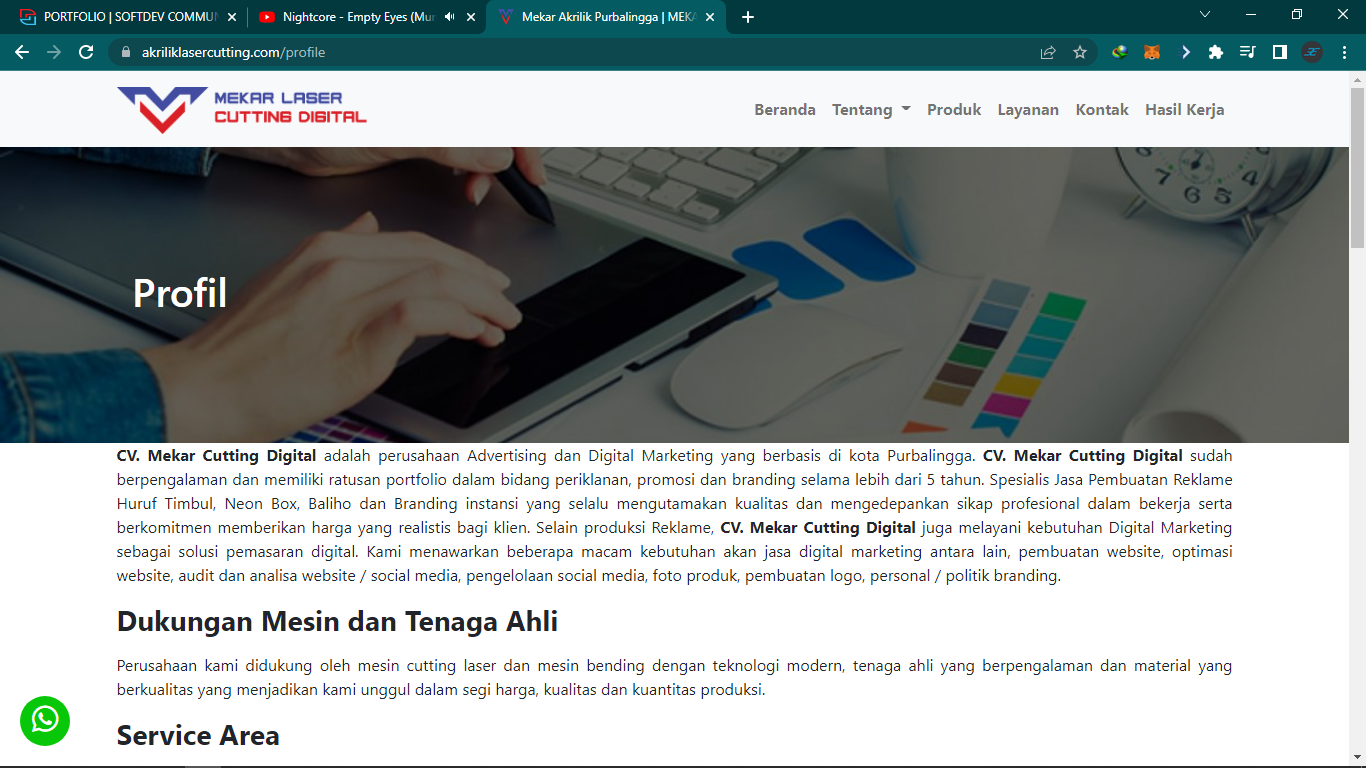 PORTFOLIO | SOFTDEV COMMUN
Nightcore - Empty Eyes (Mur
Mekar Akrilik Purbalingga | MEKA
akriliklasercutting.com/profile
MEKAR LASER
CUTTING DIGITAL
Beranda Tentang Produk Layanan Kontak Hasil Kerja
7 6 5
Profil
CV. Mekar Cutting Digital adalah perusahaan Advertising dan Digital Marketing yang berbasis di kota Purbalingga. CV. Mekar Cutting Digital sudah
berpengalaman dan memiliki ratusan portfolio dalam bidang periklanan, promosi dan branding selama lebih dari 5 tahun. Spesialis Jasa Pembuatan Reklame
Huruf Timbul, Neon Box, Baliho dan Branding instansi yang selalu mengutamakan kualitas dan mengedepankan sikap profesional dalam bekerja serta
berkomitmen memberikan harga yang realistis bagi klien. Selain produksi Reklame, CV. Mekar Cutting Digital juga melayani kebutuhan Digital Marketing
sebagai solusi pemasaran digital. Kami menawarkan beberapa macam kebutuhan akan jasa digital marketing antara lain, pembuatan website, optimasi
website, audit dan analisa website / social media, pengelolaan social media, foto produk, pembuatan logo, personal / politik branding.
Dukungan Mesin dan Tenaga Ahli
Perusahaan kami didukung oleh mesin cutting laser dan mesin bending dengan teknologi modern, tenaga ahli yang berpengalaman dan material yang
berkualitas yang menjadikan kami unggul dalam segi harga, kualitas dan kuantitas produksi.
Service Area